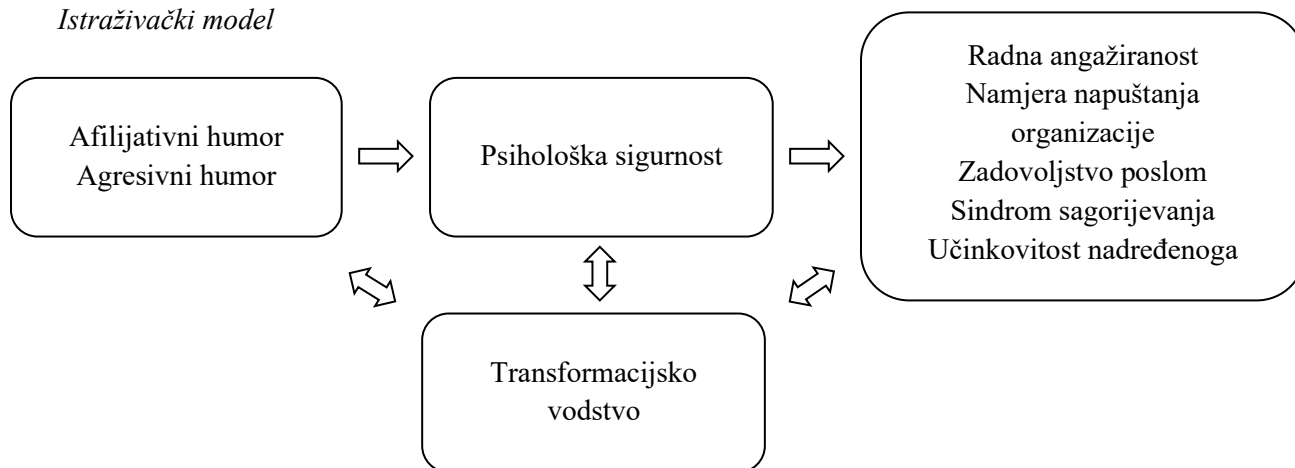 Istraživački model
Afilijativni humor
Agresivni humor
Psihološka sigurnost
Radna angažiranost
Namjera napuštanja
organizacije
Zadovoljstvo poslom
Sindrom sagorijevanja
Učinkovitost nadređenoga
Transformacijsko
vodstvo